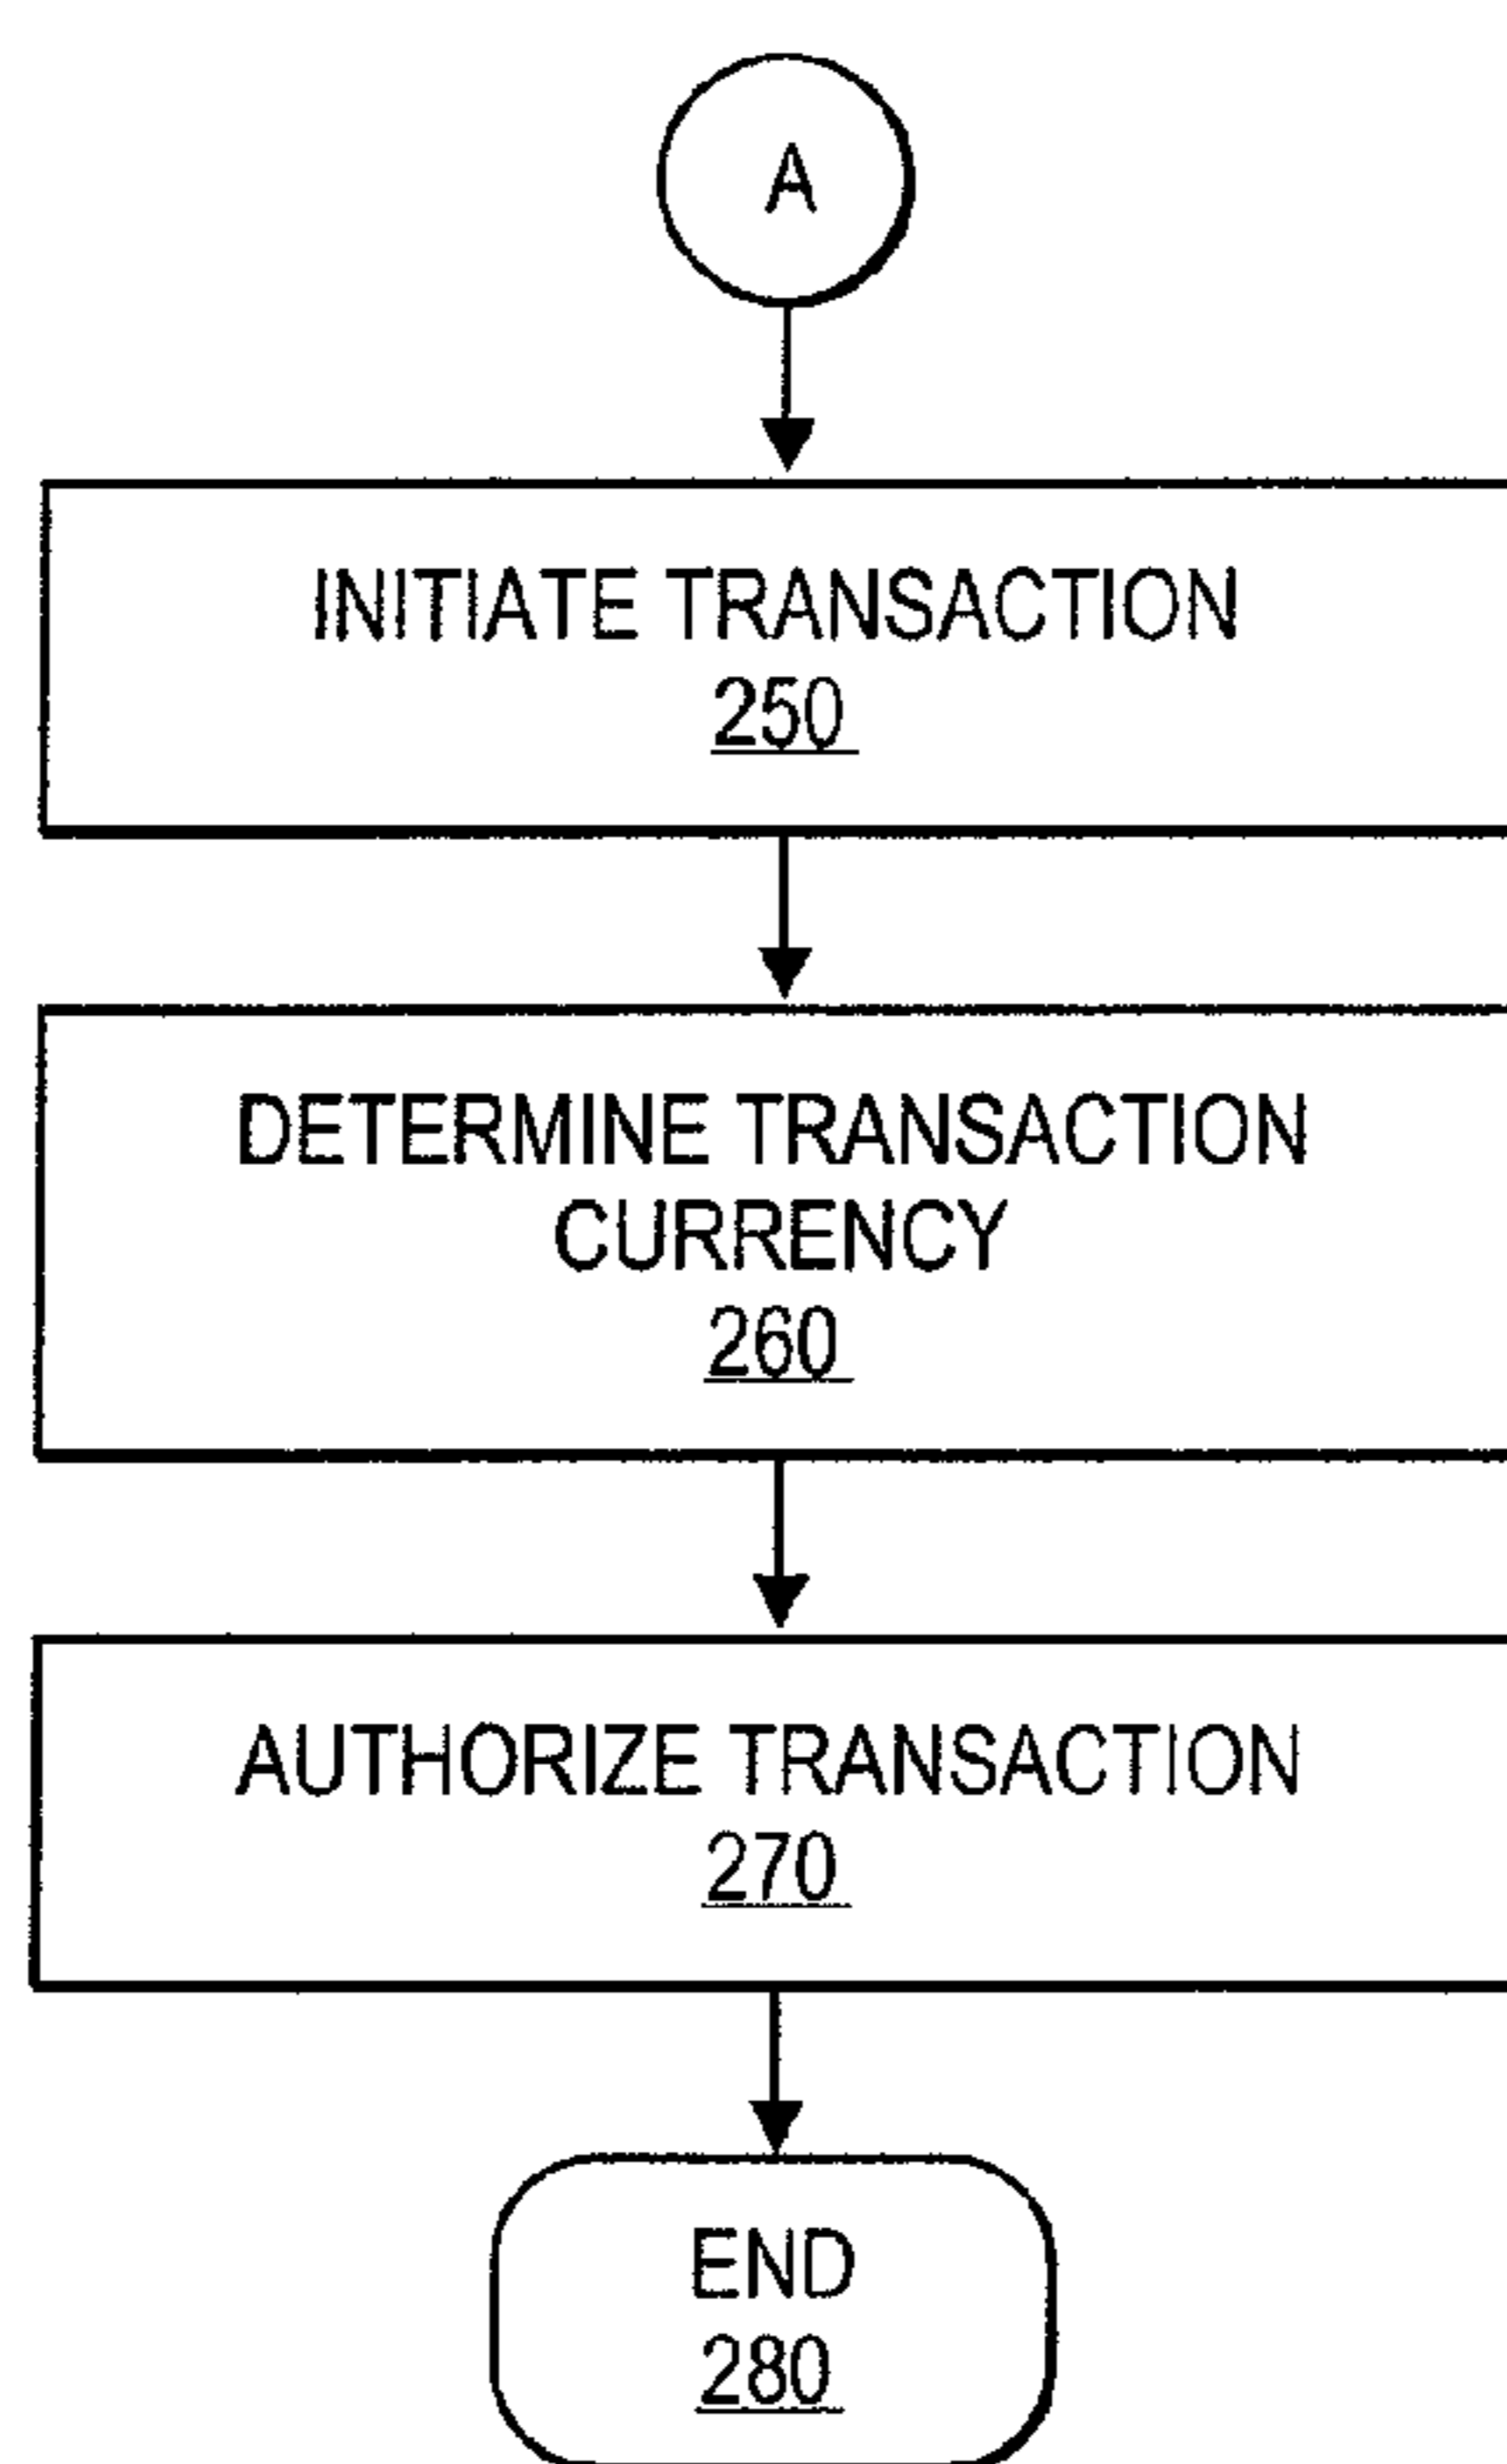 A
INITIATE TRANSACTION
250
DETERMINE TRANSACTION
CURRENCY
260
AUTHORIZE TRANSACTION
270
END
280